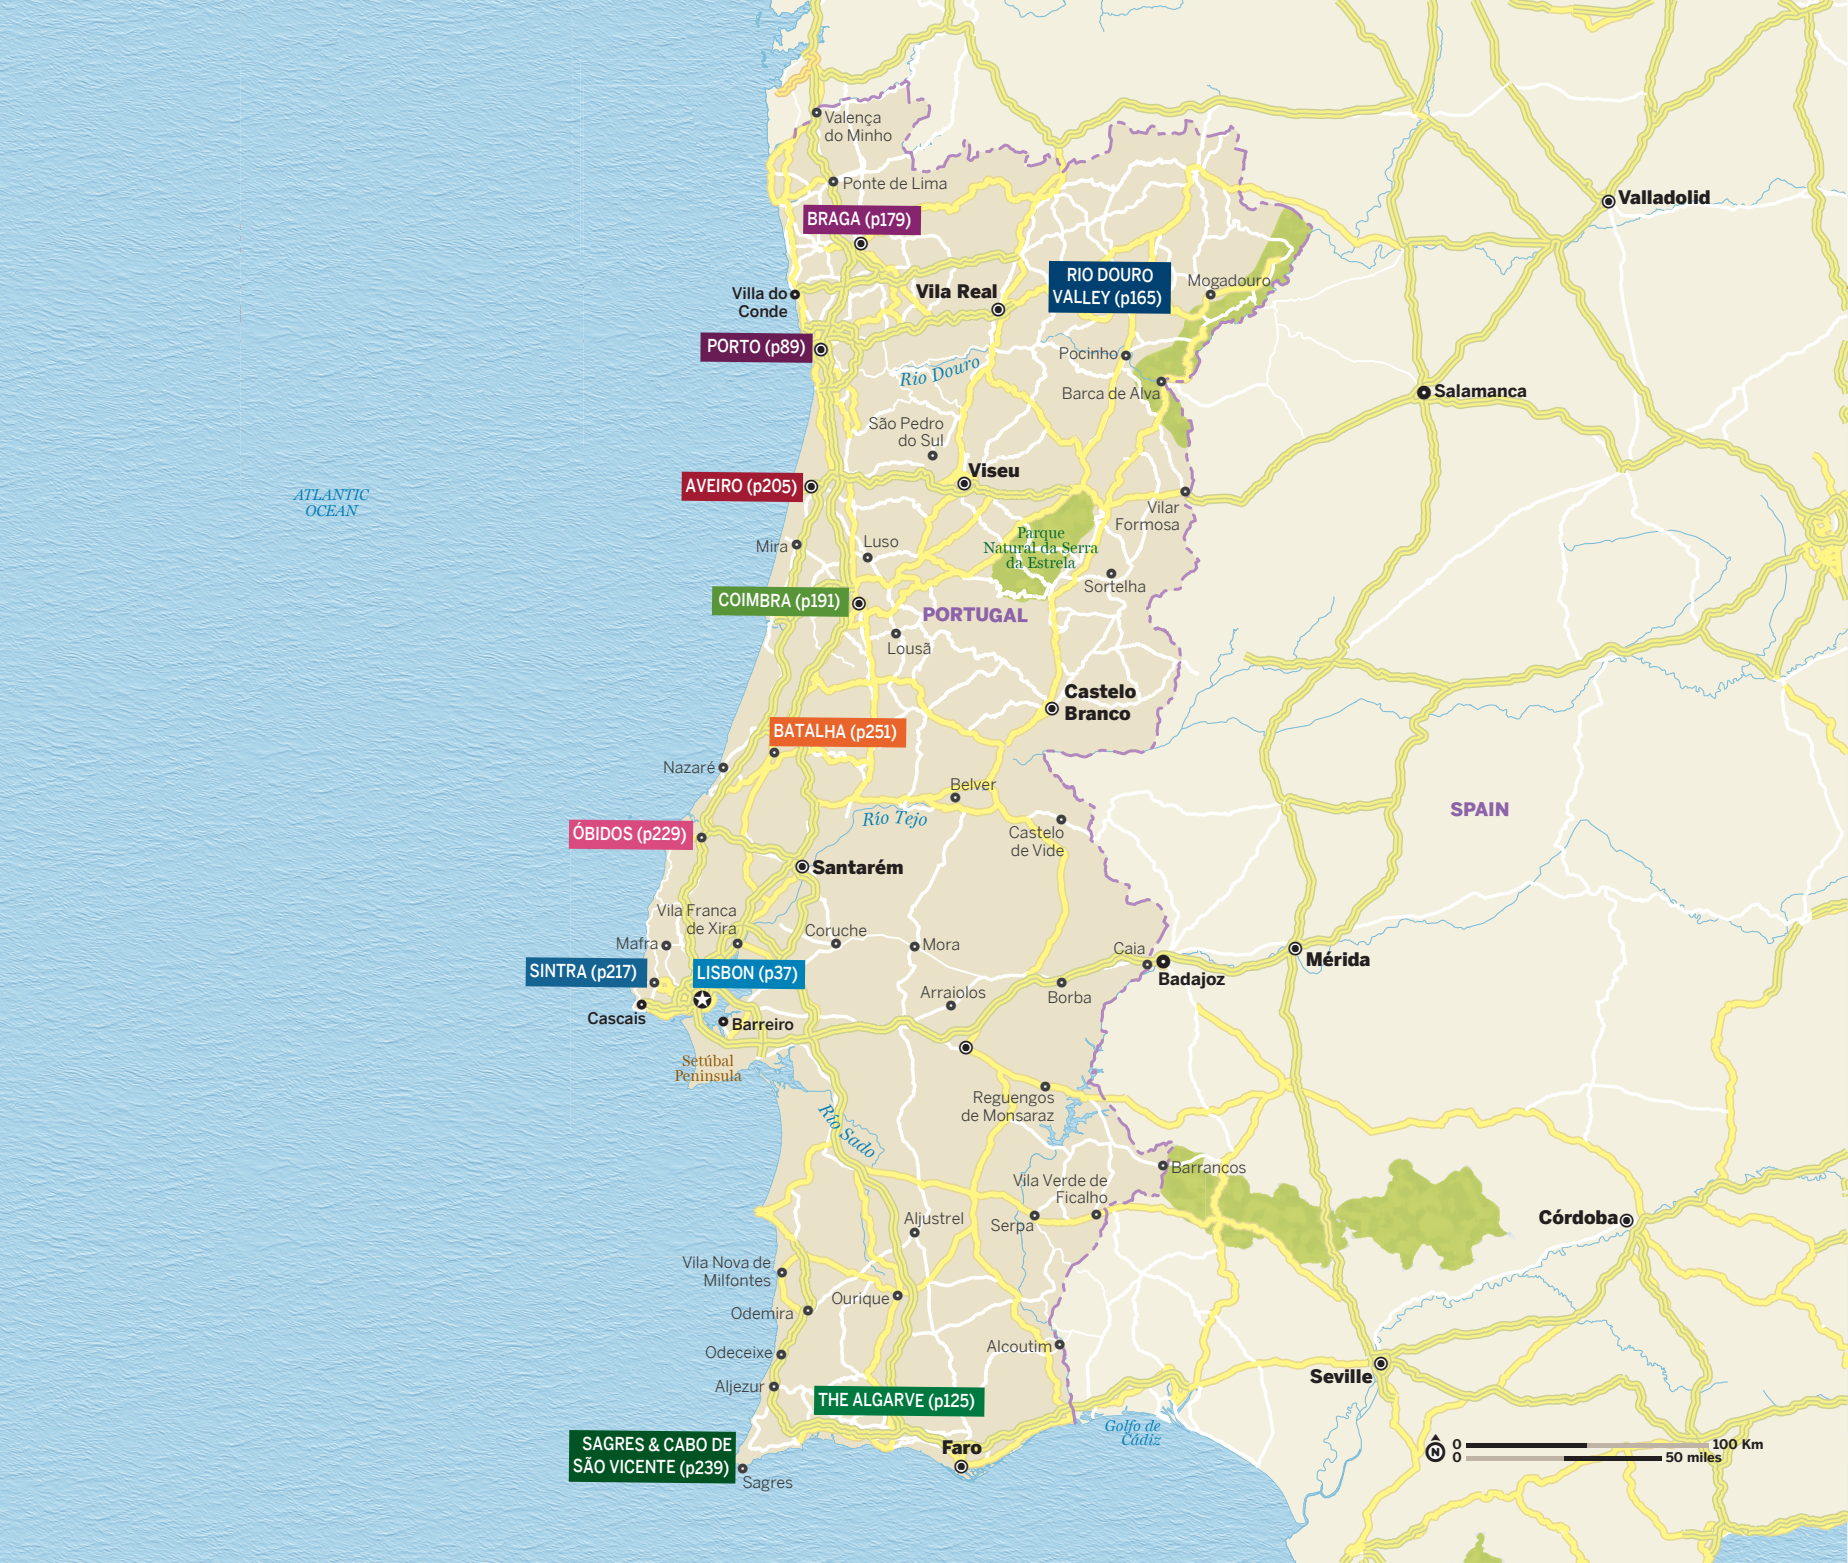 Valença
do Minho
Ponte de Lima
Valladolid
BRAGA (p179)
RIO DOURO
VALLEY (p165)
Mogadouro
Vila Real
Villa do
Conde
PORTO (p89)
Pocinho
Rio Douro
Barca de Alva
Salamanca
São Pedro
do Sul
Viseu
AVEIRO (p205)
ATLANTIC
OCEAN
Vilar
Formosa
Parque
Natural da Serra
da Estrela
Mira
Luso
Sortelha
COIMBRA (p191)
PORTUGAL
Lousã
Castelo
Branco
BATALHA (p251)
Nazaré
Belver
SPAIN
Río Tejo
ÓBIDOS (p229)
Castelo
de Vide
Santarém
Vila Franca
de Xira
Coruche
Mafra
Mora
Caia
Mérida
SINTRA (p217)
LISBON (p37)
Badajoz
Arraiolos
Borba
Cascais
Barreiro
Setúbal
Peninsula
Reguengos
de Monsaraz
Río Sado
Barrancos
Vila Verde de
Ficalho
Aljustrel
Serpa
Córdoba
Vila Nova de
Milfontes
Ourique
Odemira
Odeceixe
Alcoutim
Seville
Aljezur
THE ALGARVE (p125)
Golfo de
Cádiz
SAGRES & CABO DE
SÃO VICENTE (p239)
Faro
Sagres
N
0 100 Km
0 50 miles